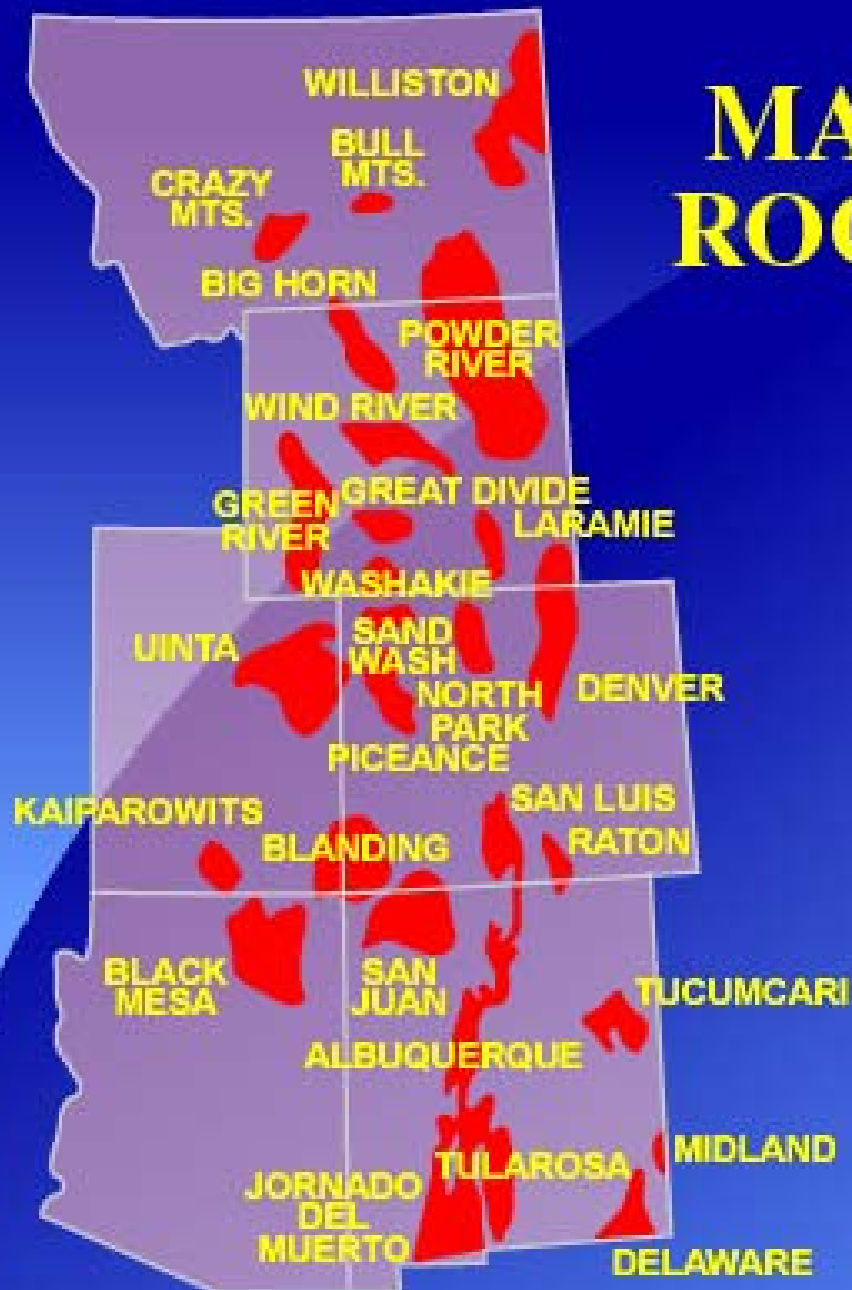 MA
ROC
WILLISTON
BULL
MTS.
CRAZY
MTS.
BIG HORN
POWDER
RIVER
WIND RIVER
GREAT DIVIDE
GREEN
RIVER
LARAMIE
WASHAKIE
UINTA
SAND
WASH
NORTH
PARK
DENVER
PICEANCE
SAN LUIS
KAIPAROWITS
BLANDING
RATON
BLACK
MESA
SAN
JUAN
TUCUMCARI
ALBUQUERQUE
MIDLAND
TULAROSA
JORNADO
DEL
MUERTO
DELAWARE